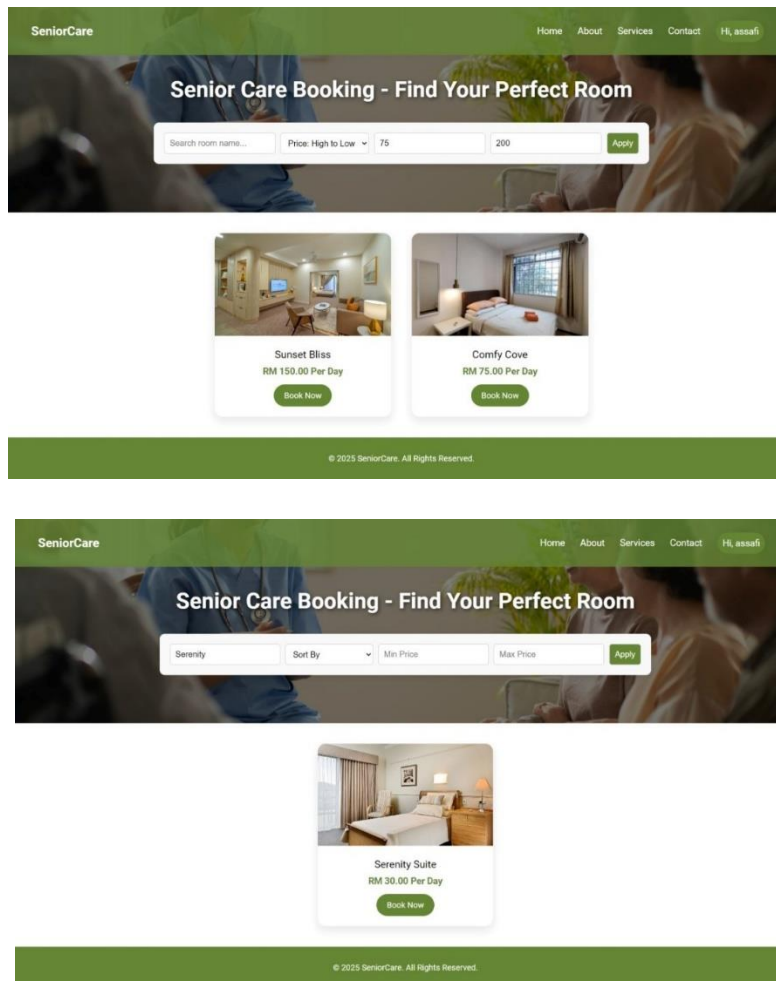 SeniorCare Home About Services Contact Hi, assafi
Senior Care Booking - Find Your Perfect Room
Search room name... Price: High to Low 75 200 Apply
Sunset Bliss Comfy Cove
RM 150.00 Per Day RM 75.00 Per Day
Book Now Book Now
© 2025 SeniorCare. All Rights Reserved.
SeniorCare Home About Services Contact Hi, assafi
Senior Care Booking - Find Your Perfect Room
Serenity Sort By Min Price Max Price Apply
Serenity Suite
RM 30.00 Per Day
Book Now
© 2025 SeniorCare. All Rights Reserved.